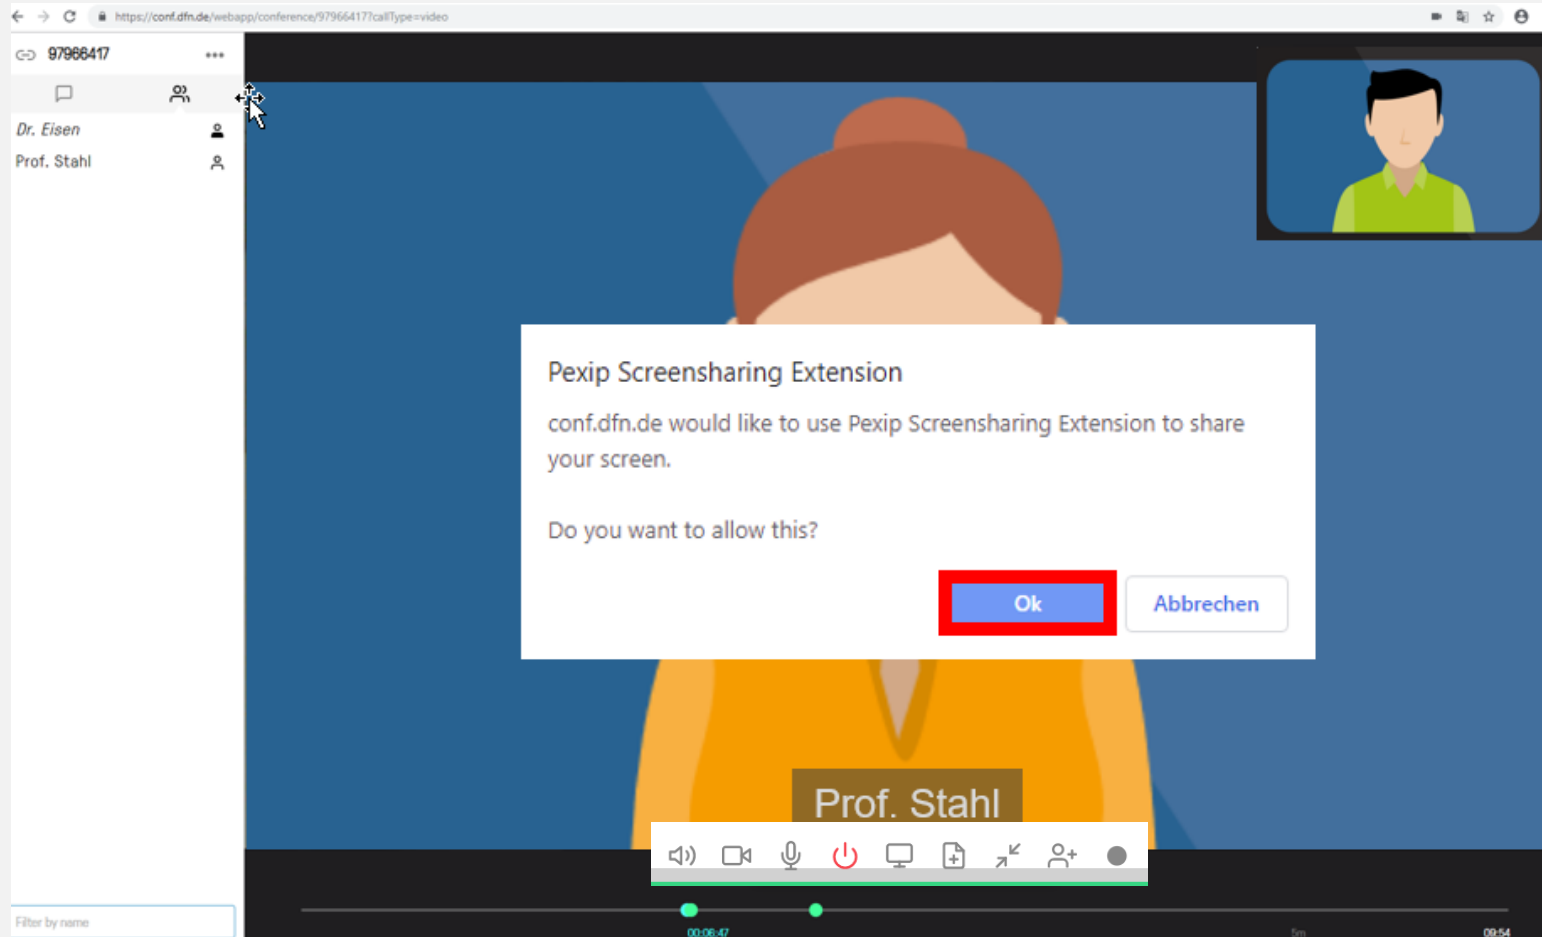 https://conf.dfn.de/webapp/conference/97966417?callType=video
97966417
Dr. Eisen
Prof. Stahl
Pexip Screensharing Extension
conf.dfn.de would like to use Pexip Screensharing Extension to share
your screen.
Do you want to allow this?
Ok
Abbrechen
Prof. Stahl
Filter by name
00:06:47
5m
09:54